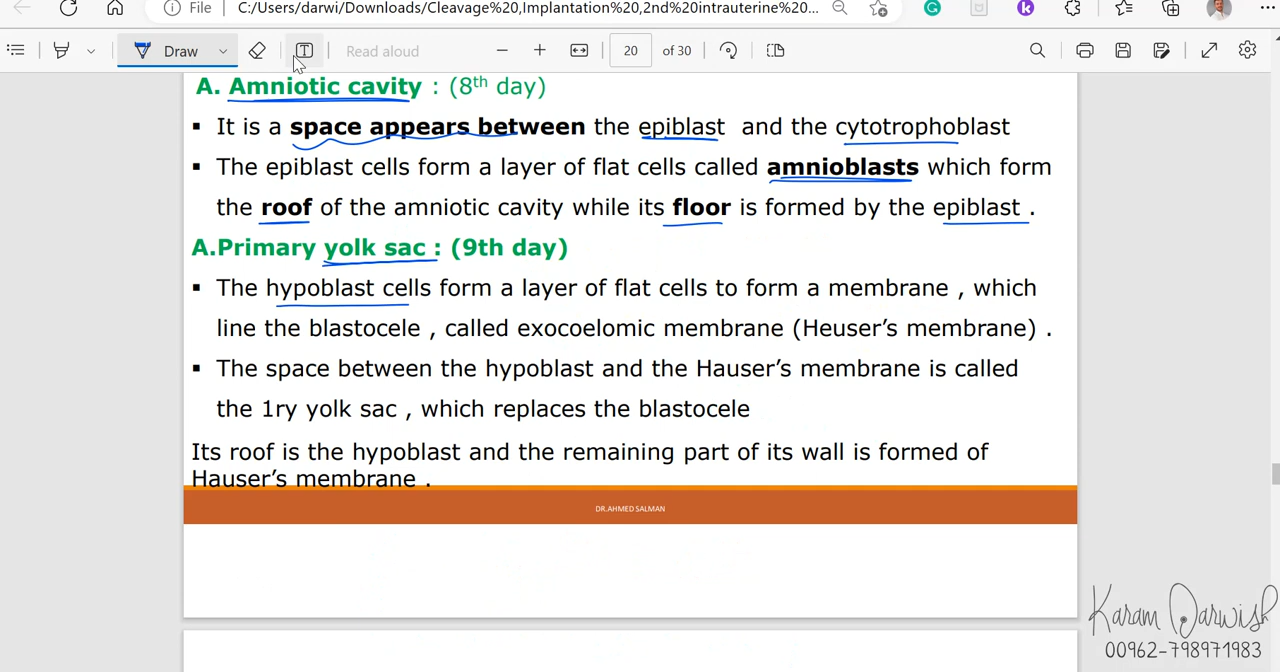 File
C:/Users/darwi/Downloads/Cleavage%20,Implantation%20,2nd%20intrauterine%20...
Draw
T
Read aloud
20
of 30
A. Amniotic cavity : (8th day)
▪ It is a space appears between the epiblast and the cytotrophoblast
▪ The epiblast cells form a layer of flat cells called amnioblasts which form
the roof of the amniotic cavity while its floor is formed by the epiblast .
A.Primary yolk sac : (9th day)
▪ The hypoblast cells form a layer of flat cells to form a membrane , which
line the blastocele , called exocoelomic membrane (Heuser’s membrane) .
▪ The space between the hypoblast and the Hauser’s membrane is called
the 1ry yolk sac , which replaces the blastocele
Its roof is the hypoblast and the remaining part of its wall is formed of
Hauser’s membrane .
DR.AHMED SALMAN
Karam Darwish
00962-798971983